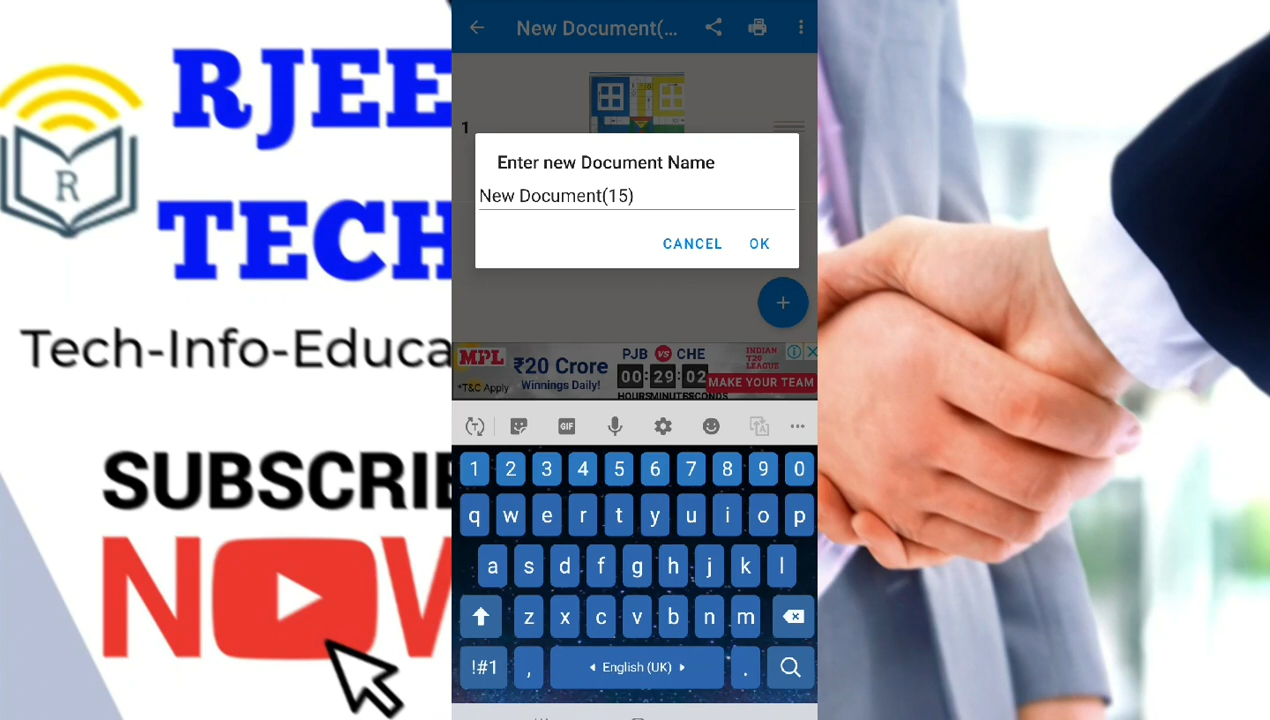 RJEE
TECH
R
Tech-Info-Educa
SUBSCRIB
NOW
New Document(...
1
Enter new Document Name
New Document(15)
CANCEL OK
+
MPL
*T&C Apply
₹20 Crore
Winnings Daily!
PJB VS CHE
00:29:02
HOURS MINUTES SECONDS
INDIAN
T20
LEAGUE
MAKE YOUR TEAM
T GIF A
1 2 3 4 5 6 7 8 9 0
q w e r t y u i o p
a s d f g h j k l
z x c v b n m
!#1 , English (UK) .